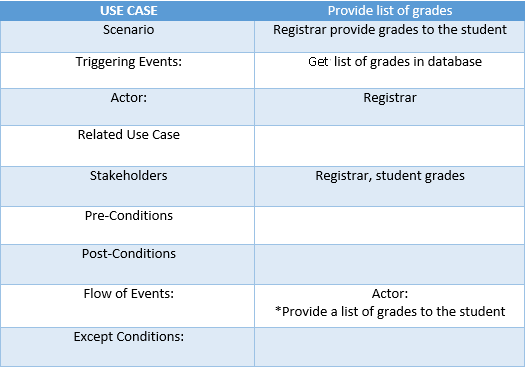 USE CASE Provide list of grades
Scenario Registrar provide grades to the student
Triggering Events: Get list of grades in database
Actor: Registrar
Related Use Case
Stakeholders Registrar, student grades
Pre-Conditions
Post-Conditions
Flow of Events: Actor:
*Provide a list of grades to the student
Except Conditions: